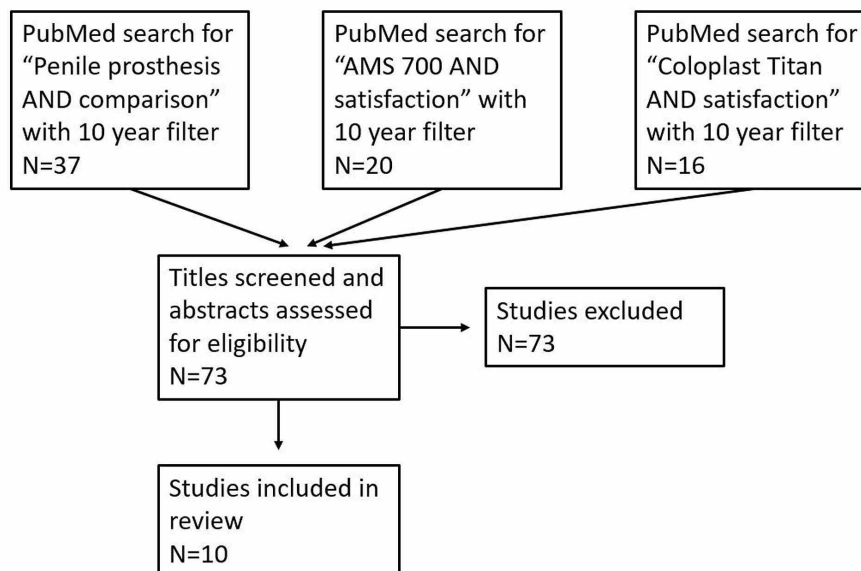 PubMed search for
“Penile prosthesis
AND comparison”
with 10 year filter
N=37
PubMed search for
“AMS 700 AND
satisfaction” with
10 year filter
N=20
PubMed search for
“Coloplast Titan
AND satisfaction”
with 10 year filter
N=16
Titles screened and
abstracts assessed
for eligibility
N=73
Studies excluded
N=73
Studies included in
review
N=10